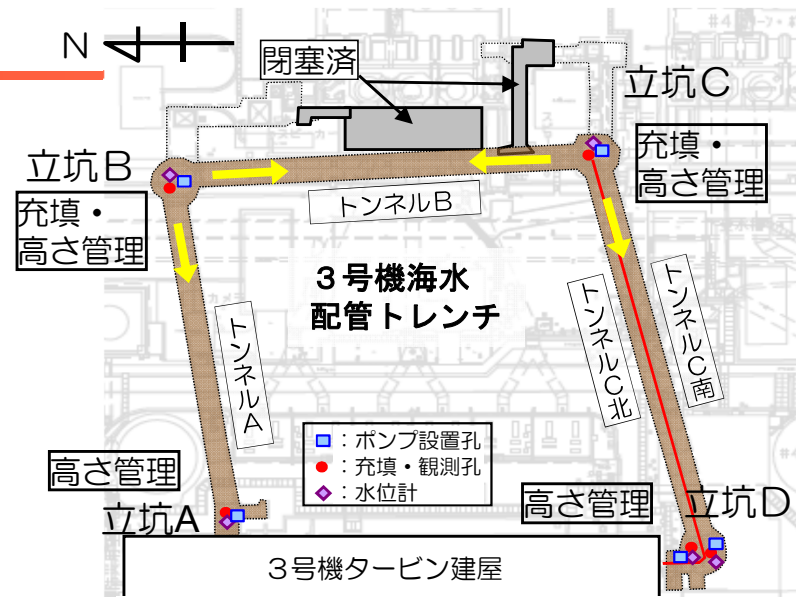 N
閉塞済
立坑C
充填・
高さ管理
立坑B
充填・
高さ管理
トンネルB
3号機海水
配管トレンチ
トンネルA
トンネルC北
トンネルC南
:ポンプ設置孔
:充填・観測孔
:水位計
高さ管理
立坑A
高さ管理
立坑D
3号機タービン建屋